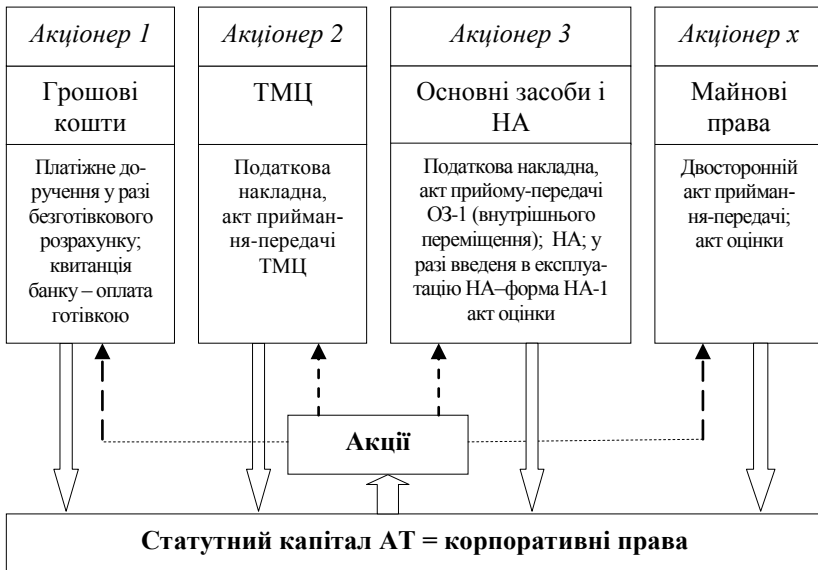 Акціонер 1
Грошові
кошти
Платіжне до-
ручення у разі
безготівкового
розрахунку;
квитанція
банку – оплата
готівкою
Акціонер 2
ТМЦ
Податкова
накладна,
акт прийман-
ня-передачі
ТМЦ
Акціонер 3
Основні засоби і
НА
Податкова накладна,
акт прийому-передачі
ОЗ-1 (внутрішнього
переміщення); НА; у
разі введеня в експлуа-
тацію НА–форма НА-1
акт оцінки
Акціонер х
Майнові
права
Двосторонній
акт прийман-
ня-передачі;
акт оцінки
Акції
Статутний капітал АТ = корпоративні права